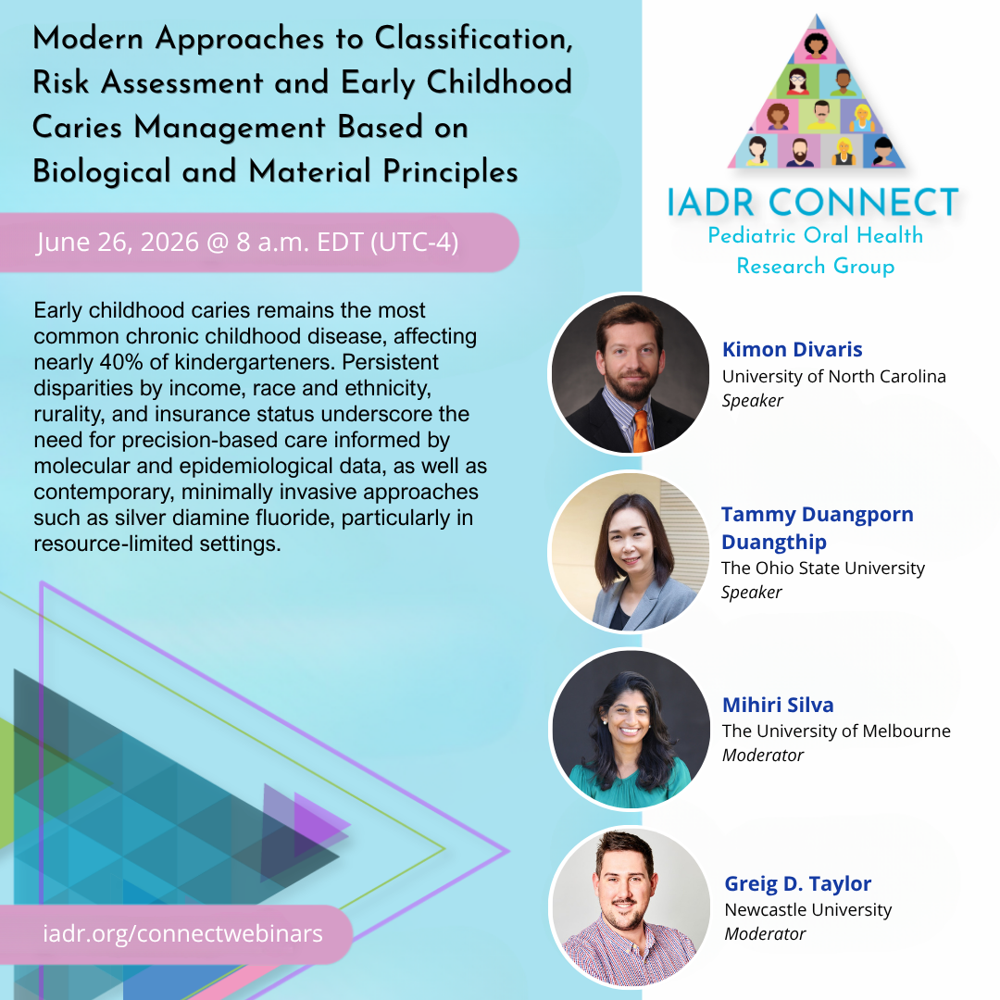 Modern Approaches to Classification,
Risk Assessment and Early Childhood
Caries Management Based on
Biological and Material Principles
June 26, 2026 @ 8 a.m. EDT (UTC-4)
Early childhood caries remains the most
common chronic childhood disease, affecting
nearly 40% of kindergarteners. Persistent
disparities by income, race and ethnicity,
rurality, and insurance status underscore the
need for precision-based care informed by
molecular and epidemiological data, as well as
contemporary, minimally invasive approaches
such as silver diamine fluoride, particularly in
resource-limited settings.
iadr.org/connectwebinars
IADR CONNECT
Pediatric Oral Health
Research Group
Kimon Divaris
University of North Carolina
Speaker
Tammy Duangporn
Duangthip
The Ohio State University
Speaker
Mihiri Silva
The University of Melbourne
Moderator
Greig D. Taylor
Newcastle University
Moderator